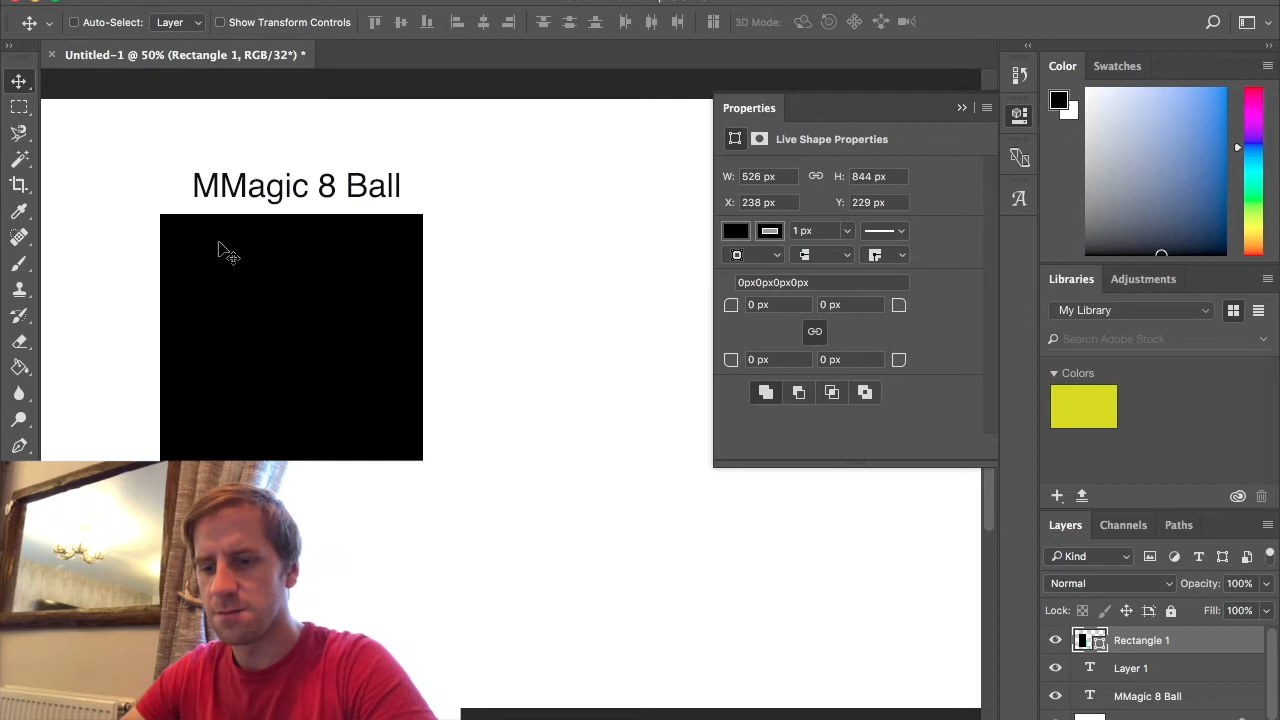 Auto-Select: Layer Show Transform Controls 3D Mode:
Untitled-1 @ 50% (Rectangle 1, RGB/32*) *
MMagic 8 Ball
Properties
Live Shape Properties
W: 526 px H: 844 px
X: 238 px Y: 229 px
1 px
0px0px0px0px
0 px 0 px
0 px 0 px
A
Color Swatches
Libraries Adjustments
My Library
Search Adobe Stock
Colors
Layers Channels Paths
Kind T
Normal Opacity: 100%
Lock: Fill: 100%
Rectangle 1
T Layer 1
T MMagic 8 Ball